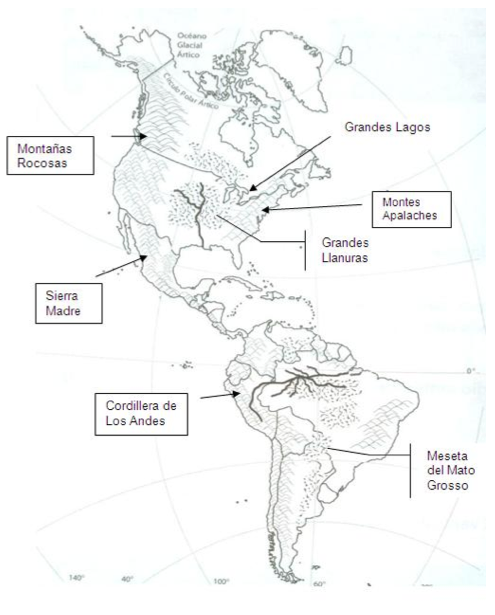 Océano
Glacial
Ártico
Círculo Polar Ártico
Grandes Lagos
Montañas
Rocosas
Montes
Apalaches
Grandes
Llanuras
Sierra
Madre
0°
Cordillera de
Los Andes
Meseta
del Mato
Grosso
140°
40°
100°
60°